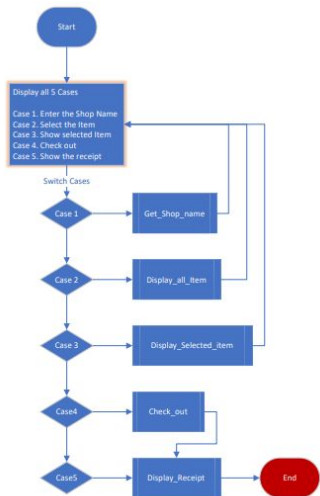 Start
Display all 5 Cases
Case 1. Enter the Shop Name
Case 2. Select the Item
Case 3. Show selected Item
Case 4. Check out
Case 5. Show the receipt
Switch Cases
Case 1
Get_Shop_name
Case 2
Display_all_Item
Case 3
Display_Selected_item
Case4
Check_out
Case5
Display_Receipt
End